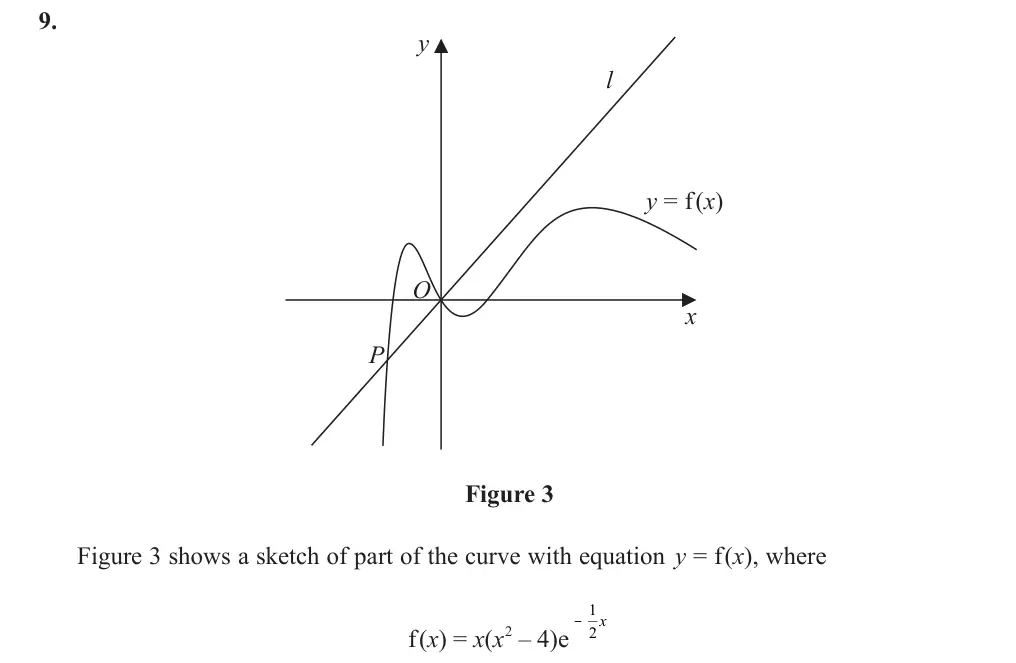 9.
y
l
y = f(x)
O
x
P
Figure 3
Figure 3 shows a sketch of part of the curve with equation y = f(x), where
f(x) = x(x² – 4)e^(–½x)